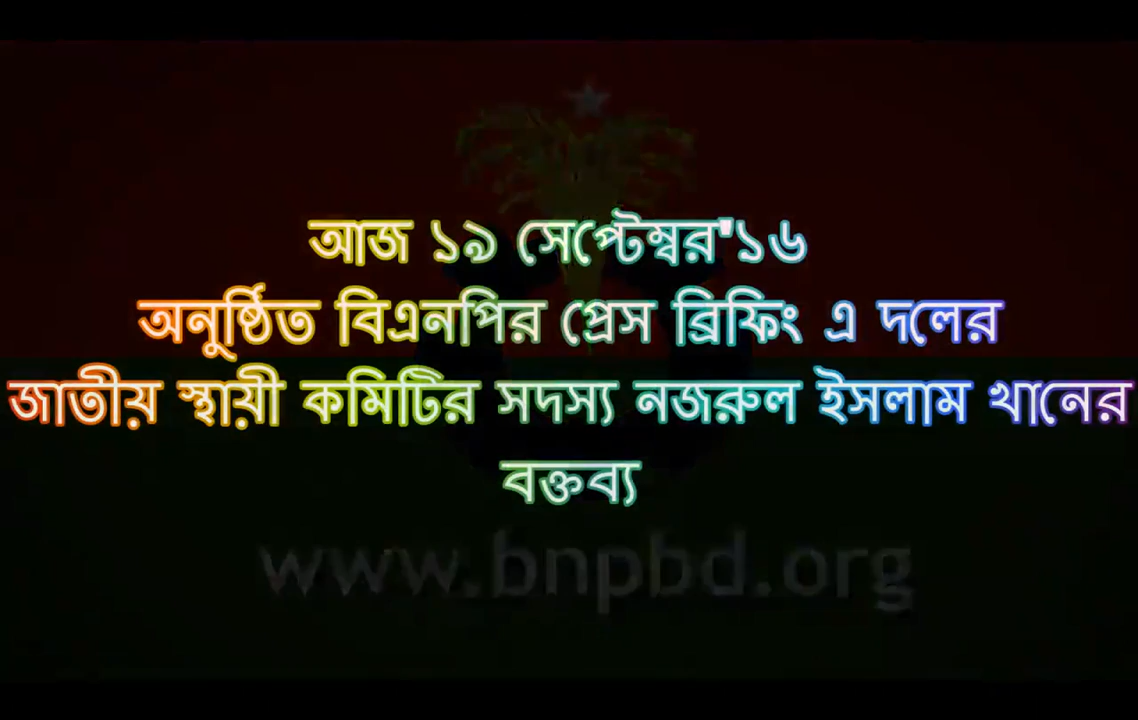 আজ ১৯ সেপ্টেম্বর'১৬
অনুষ্ঠিত বিএনপির প্রেস ব্রিফিং এ দলের
জাতীয় স্থায়ী কমিটির সদস্য নজরুল ইসলাম খানের
বক্তব্য
www.bnpbd.org